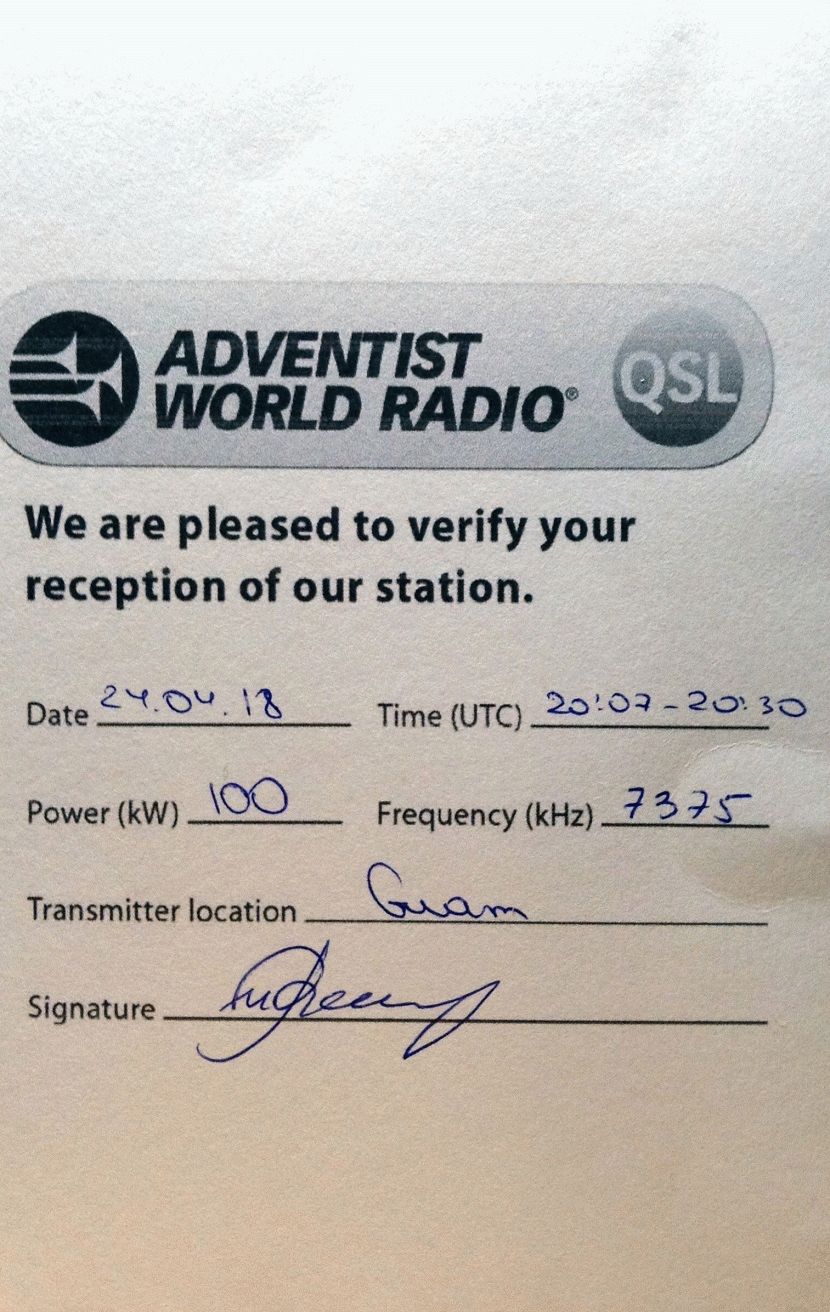 ADVENTIST
WORLD RADIO®
QSL
We are pleased to verify your
reception of our station.
Date 24.04.18 Time (UTC) 20:07-20:30
Power (kW) 100 Frequency (kHz) 7375
Transmitter location Guam
Signature